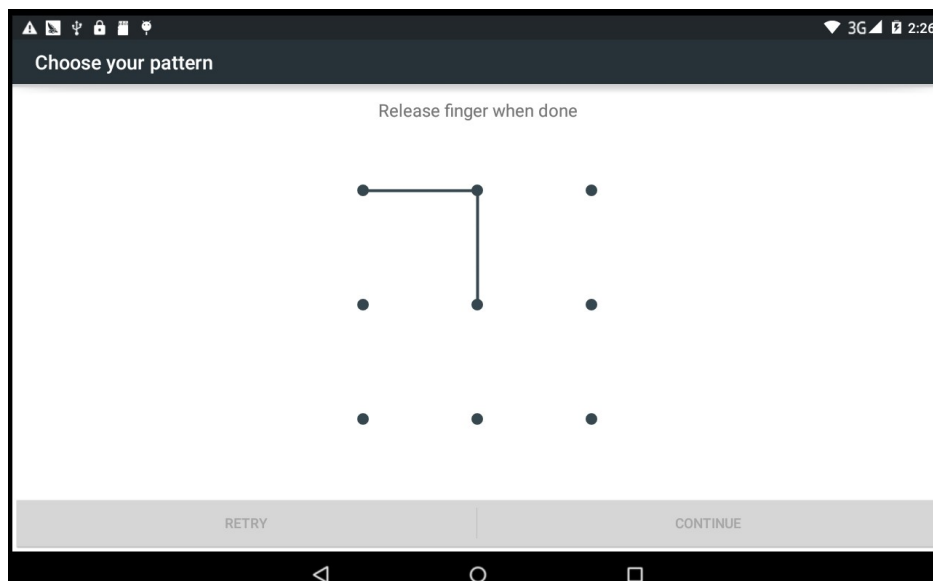 3G 2:26
Choose your pattern
Release finger when done
RETRY CONTINUE